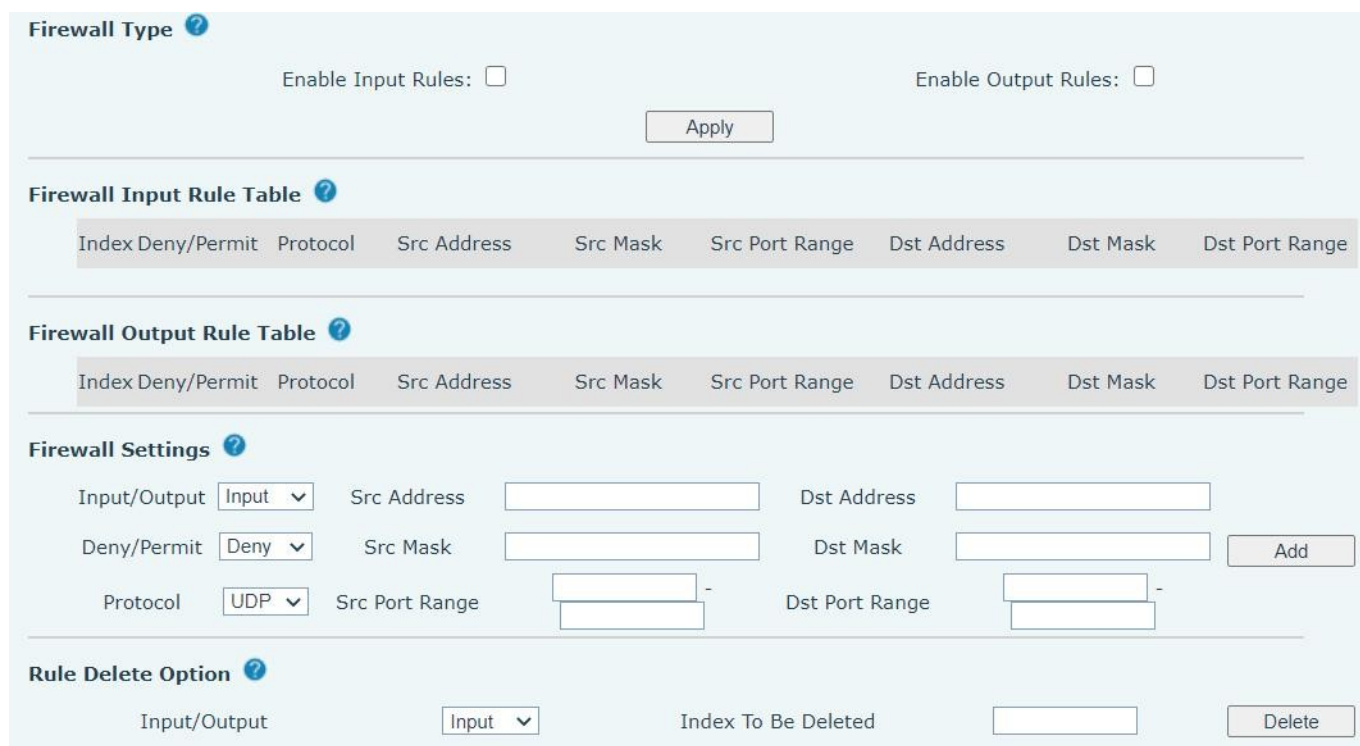 Firewall Type ?
Enable Input Rules: Enable Output Rules:
Apply
Firewall Input Rule Table ?
Index Deny/Permit Protocol Src Address Src Mask Src Port Range Dst Address Dst Mask Dst Port Range
Firewall Output Rule Table ?
Index Deny/Permit Protocol Src Address Src Mask Src Port Range Dst Address Dst Mask Dst Port Range
Firewall Settings ?
Input/Output Input Src Address Dst Address
Deny/Permit Deny Src Mask Dst Mask Add
Protocol UDP Src Port Range - Dst Port Range -
Rule Delete Option ?
Input/Output Input Index To Be Deleted Delete